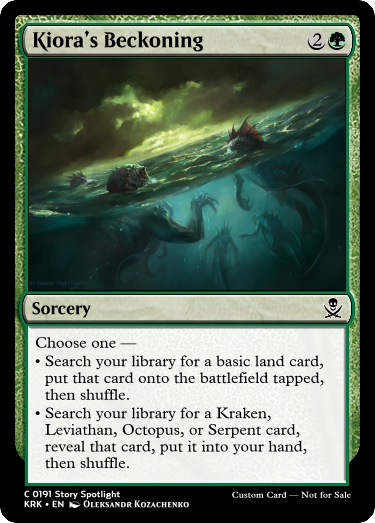 Kiora's Beckoning 2
Sorcery
Choose one —
• Search your library for a basic land card,
put that card onto the battlefield tapped,
then shuffle.
• Search your library for a Kraken,
Leviathan, Octopus, or Serpent card,
reveal that card, put it into your hand,
then shuffle.
C 0191 Story Spotlight
KRK • EN Oleksandr Kozachenko
Custom Card — Not for Sale